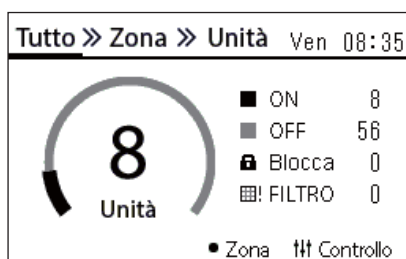 Tutto » Zona » Unità Ven 08:35
ON 8
OFF 56
8
Blocca 0
Unità
! FILTRO 0
• Zona Controllo